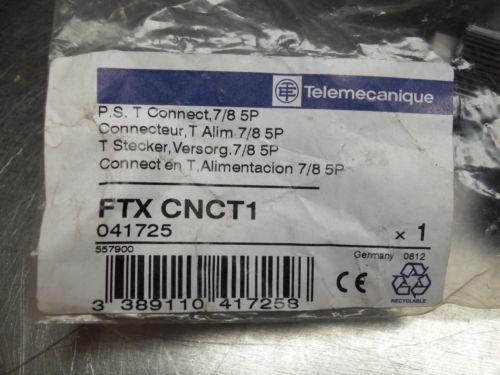 Telemecanique
P.S. T Connect,7/8 5P
Connecteur,T Alim 7/8 5P
T Stecker,Versorg.7/8 5P
Connect en T,Alimentacion 7/8 5P
FTX CNCT1
041725
× 1
557900
Germany 0812
3 389110 417258
CE
RECYCLABLE